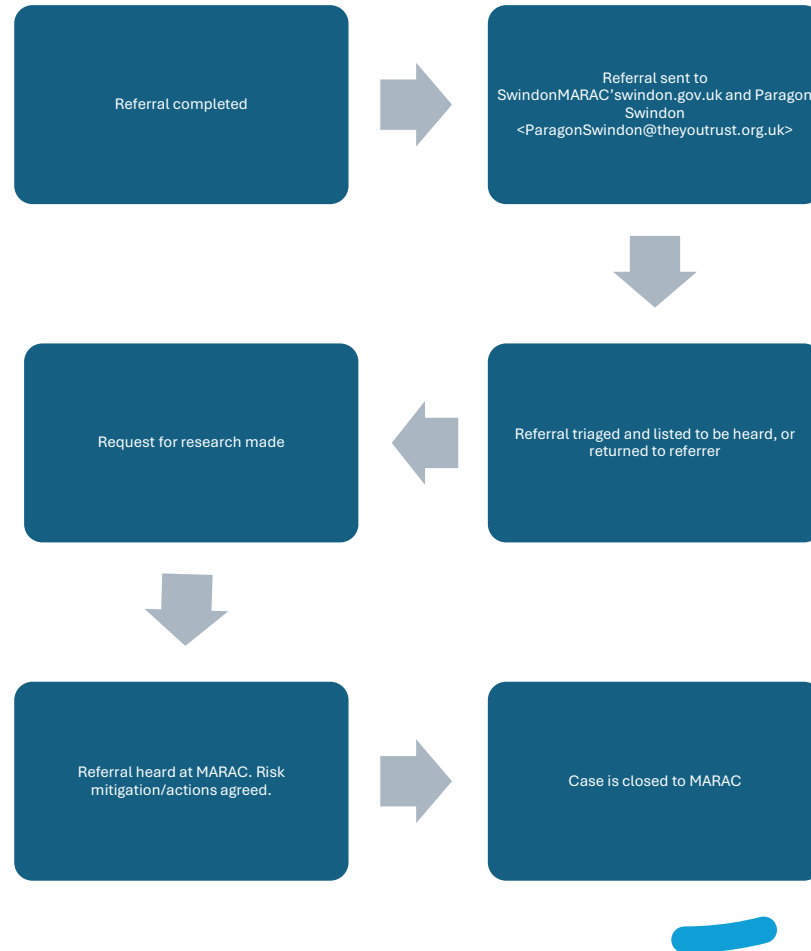 Referral completed
Referral sent to
SwindonMARAC'swindon.gov.uk and Paragon
Swindon
<ParagonSwindon@theyoutrust.org.uk>
Referral triaged and listed to be heard, or
returned to referrer
Request for research made
Referral heard at MARAC. Risk
mitigation/actions agreed.
Case is closed to MARAC